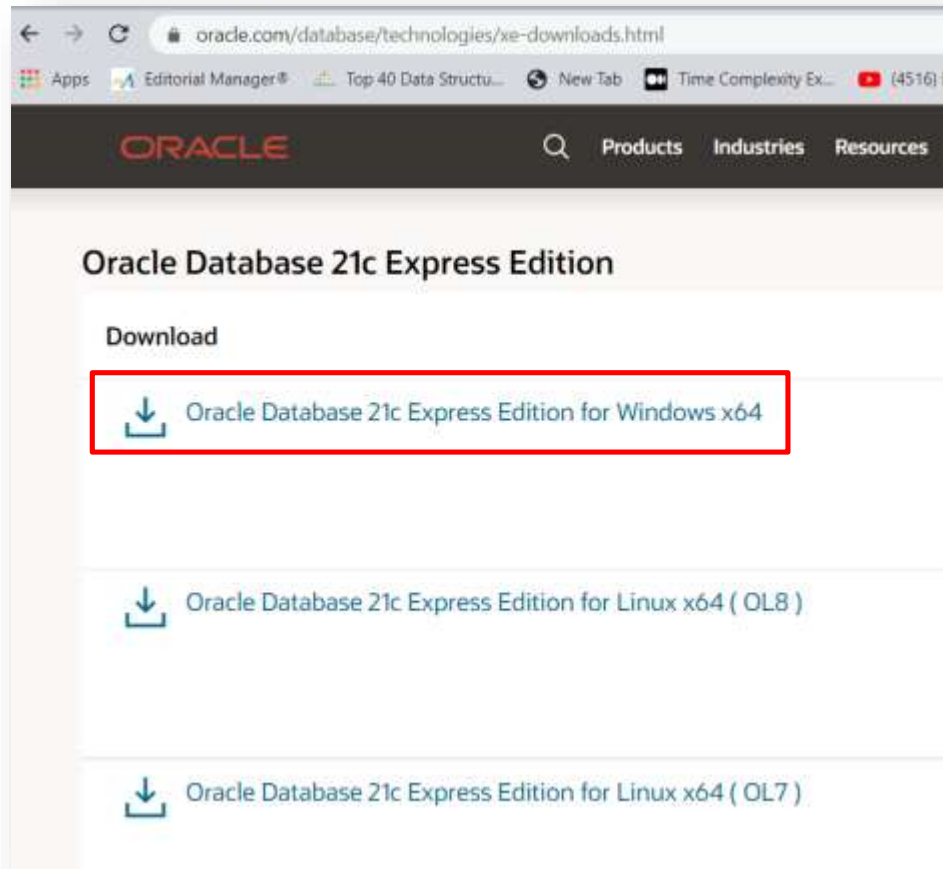 oracle.com/database/technologies/xe-downloads.html
Apps Editorial Manager® Top 40 Data Structu... New Tab Time Complexity Ex... (4516)
ORACLE Products Industries Resources
Oracle Database 21c Express Edition
Download
Oracle Database 21c Express Edition for Windows x64
Oracle Database 21c Express Edition for Linux x64 ( OL8 )
Oracle Database 21c Express Edition for Linux x64 ( OL7 )